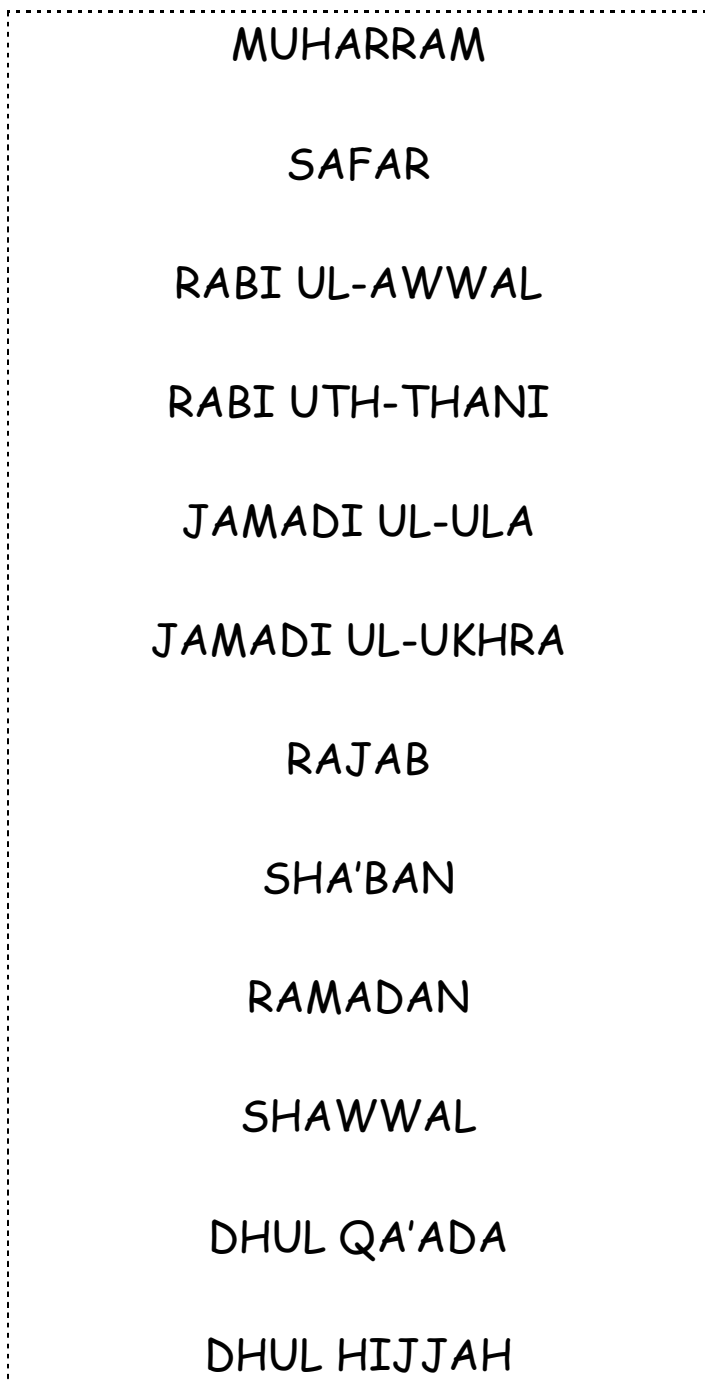 MUHARRAM
SAFAR
RABI UL-AWWAL
RABI UTH-THANI
JAMADI UL-ULA
JAMADI UL-UKHRA
RAJAB
SHA'BAN
RAMADAN
SHAWWAL
DHUL QA'ADA
DHUL HIJJAH